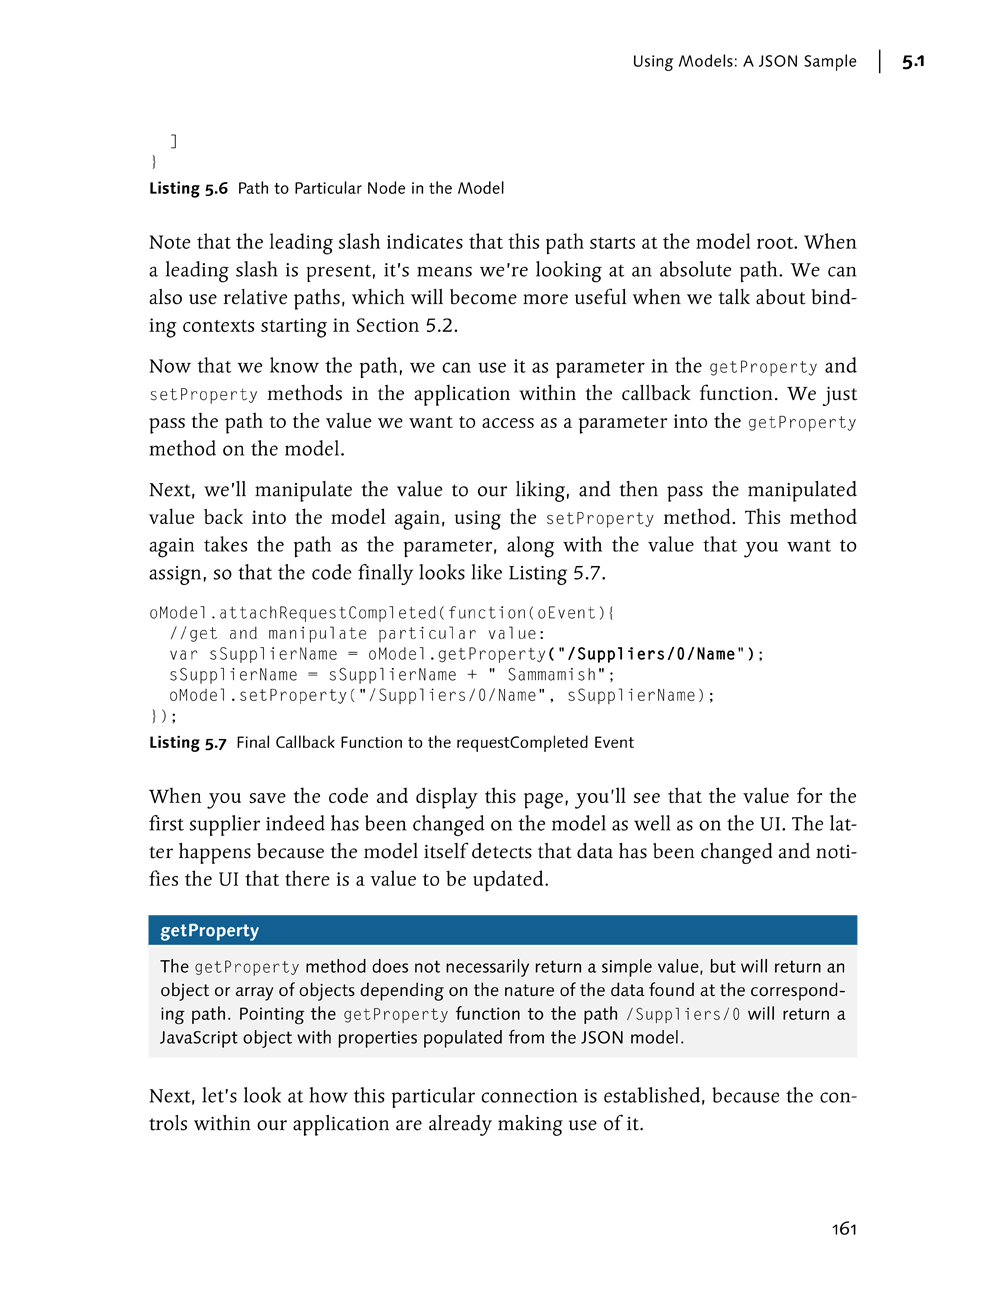 Using Models: A JSON Sample | 5.1
]
}
Listing 5.6 Path to Particular Node in the Model
Note that the leading slash indicates that this path starts at the model root. When
a leading slash is present, it's means we're looking at an absolute path. We can
also use relative paths, which will become more useful when we talk about bind-
ing contexts starting in Section 5.2.
Now that we know the path, we can use it as parameter in the getProperty and
setProperty methods in the application within the callback function. We just
pass the path to the value we want to access as a parameter into the getProperty
method on the model.
Next, we'll manipulate the value to our liking, and then pass the manipulated
value back into the model again, using the setProperty method. This method
again takes the path as the parameter, along with the value that you want to
assign, so that the code finally looks like Listing 5.7.
oModel.attachRequestCompleted(function(oEvent){
//get and manipulate particular value:
var sSupplierName = oModel.getProperty("/Suppliers/0/Name");
sSupplierName = sSupplierName + " Sammamish";
oModel.setProperty("/Suppliers/0/Name", sSupplierName);
});
Listing 5.7 Final Callback Function to the requestCompleted Event
When you save the code and display this page, you'll see that the value for the
first supplier indeed has been changed on the model as well as on the UI. The lat-
ter happens because the model itself detects that data has been changed and noti-
fies the UI that there is a value to be updated.
getProperty
The getProperty method does not necessarily return a simple value, but will return an
object or array of objects depending on the nature of the data found at the correspond-
ing path. Pointing the getProperty function to the path /Suppliers/0 will return a
JavaScript object with properties populated from the JSON model.
Next, let's look at how this particular connection is established, because the con-
trols within our application are already making use of it.
161